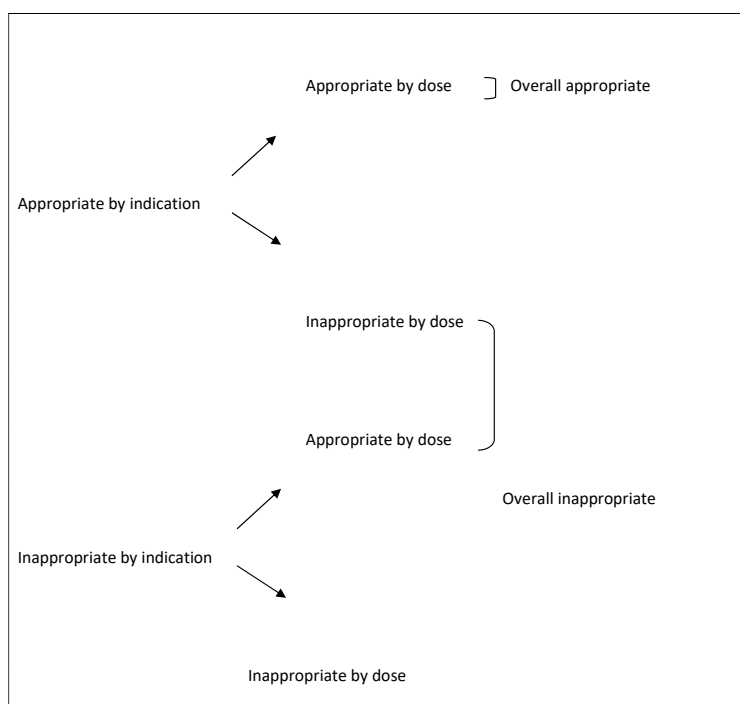 Appropriate by dose Overall appropriate
Appropriate by indication
Inappropriate by dose
Appropriate by dose
Overall inappropriate
Inappropriate by indication
Inappropriate by dose